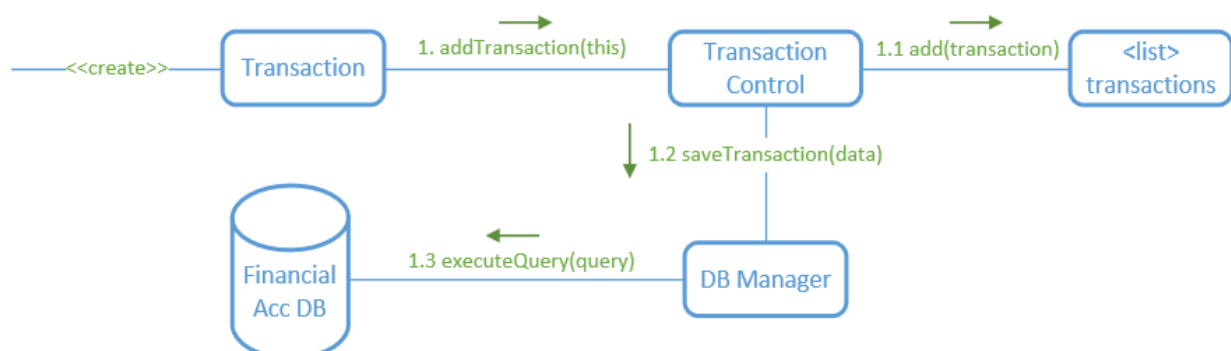 1. addTransaction(this)
1.1 add(transaction)
<<create>>
Transaction
Transaction
Control
<list>
transactions
1.2 saveTransaction(data)
1.3 executeQuery(query)
Financial
Acc DB
DB Manager